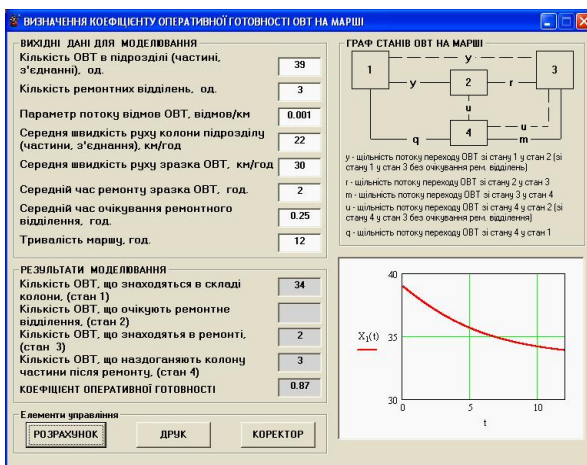 ВИЗНАЧЕННЯ КОЕФІЦІЄНТУ ОПЕРАТИВНОЇ ГОТОВНОСТІ ОВТ НА МАРШІ
ВИХІДНІ ДАНІ ДЛЯ МОДЕЛЮВАННЯ
Кількість ОВТ в підрозділі (частині,
з'єднанні), од.
39
Кількість ремонтних відділень, од.
3
Параметр потоку відмов ОВТ, відмов/км
0.001
Середня швидкість руху колони підрозділу
(частини, з'єднання), км/год
22
Середня швидкість руху зразка ОВТ, км/год
30
Середній час ремонту зразка ОВТ, год.
2
Середній час очікування ремонтного
відділення, год.
0.25
Тривалість маршу, год.
12
РЕЗУЛЬТАТИ МОДЕЛЮВАННЯ
Кількість ОВТ, що знаходяться в складі
колони, (стан 1)
34
Кількість ОВТ, що очікують ремонтне
відділення, (стан 2)
Кількість ОВТ, що знаходятья в ремонті,
(стан 3)
2
Кількість ОВТ, що наздоганяють колону
частини після ремонту, (стан 4)
3
КОЕФІЦІЄНТ ОПЕРАТИВНОЇ ГОТОВНОСТІ
0.87
Елементи управління
РОЗРАХУНОК
ДРУК
КОРЕКТОР
ГРАФ СТАНІВ ОВТ НА МАРШІ
y
1
3
y
2
r
u
4
u
q
m
y - щільність потоку переходу ОВТ зі стану 1 у стан 2 (зі
стану 1 у стан 3 без очікування рем. відділень)
r - щільність потоку переходу ОВТ зі стану 2 у стан 3
m - щільність потоку переходу ОВТ зі стану 3 у стан 4
u - щільність потоку переходу ОВТ зі стану 4 у стан 2 (зі
стану 4 у стан 3 без очікування рем. відділення)
q - щільність потоку переходу ОВТ зі стану 4 у стан 1
40
X1(t)
35
30
0
5
10
t